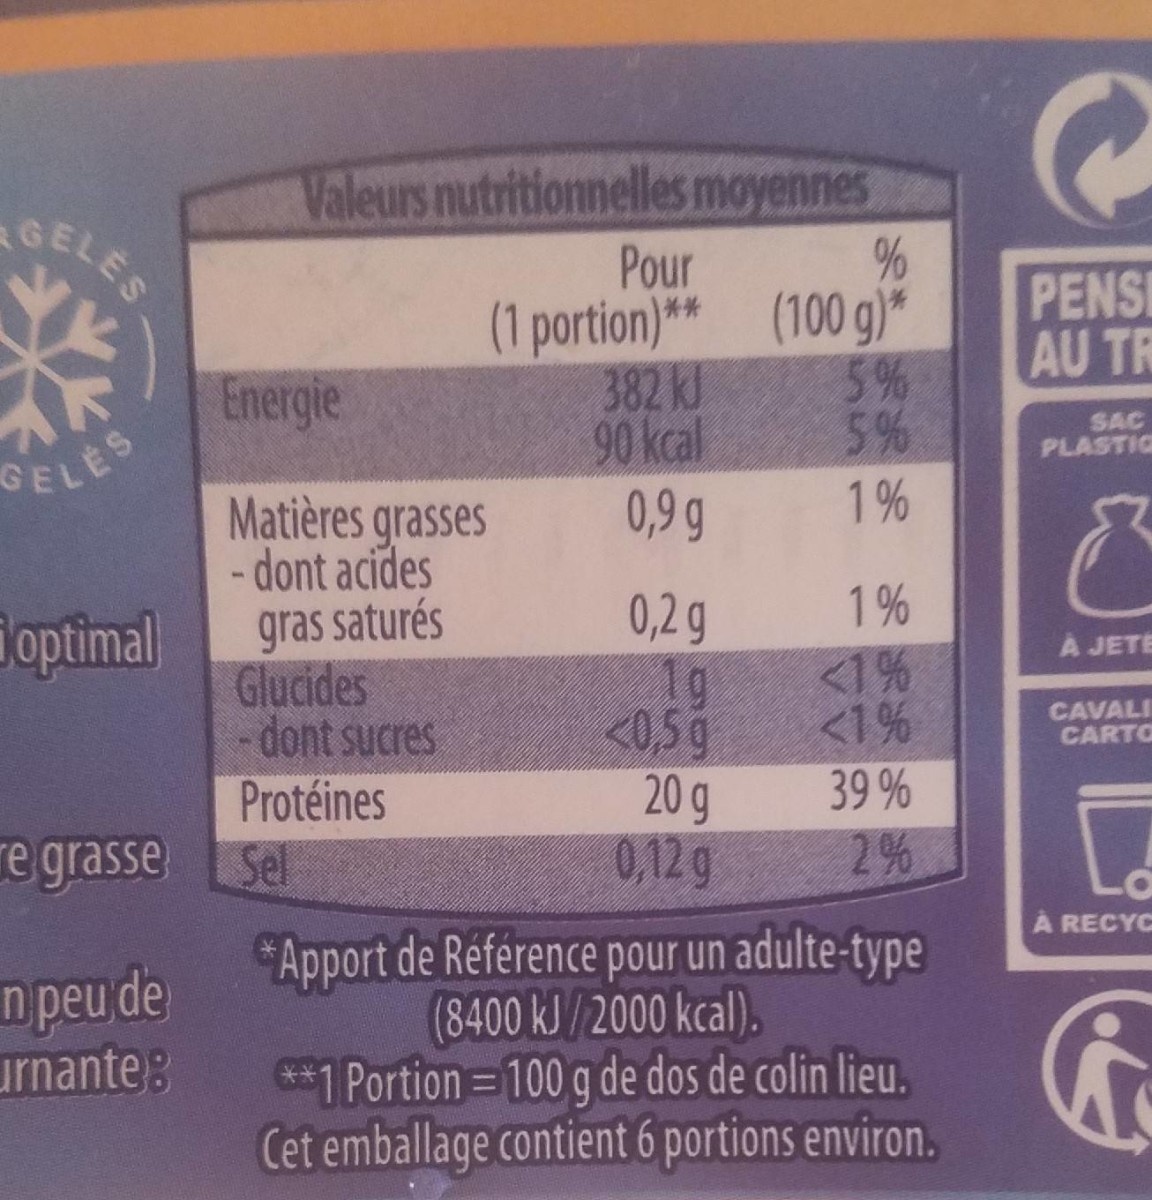 Valeurs nutritionnelles moyennes
Pour %
(1 portion)** (100 g)*
Energie 382 kJ 5 %
90 kcal 5 %
Matières grasses 0,9 g 1 %
- dont acides
gras saturés 0,2 g 1 %
Glucides 1 g <1 %
- dont sucres <0,5 g <1 %
Protéines 20 g 39 %
Sel 0,12 g 2 %
*Apport de Référence pour un adulte-type
(8400 kJ / 2000 kcal).
**1 Portion = 100 g de dos de colin lieu.
Cet emballage contient 6 portions environ.
RGELÉS
GELÉS
i optimal
re grasse
n peu de
urnante :
PENSE
AU TR
SAC
PLASTIQ
À JETE
CAVALI
CARTO
À RECYC